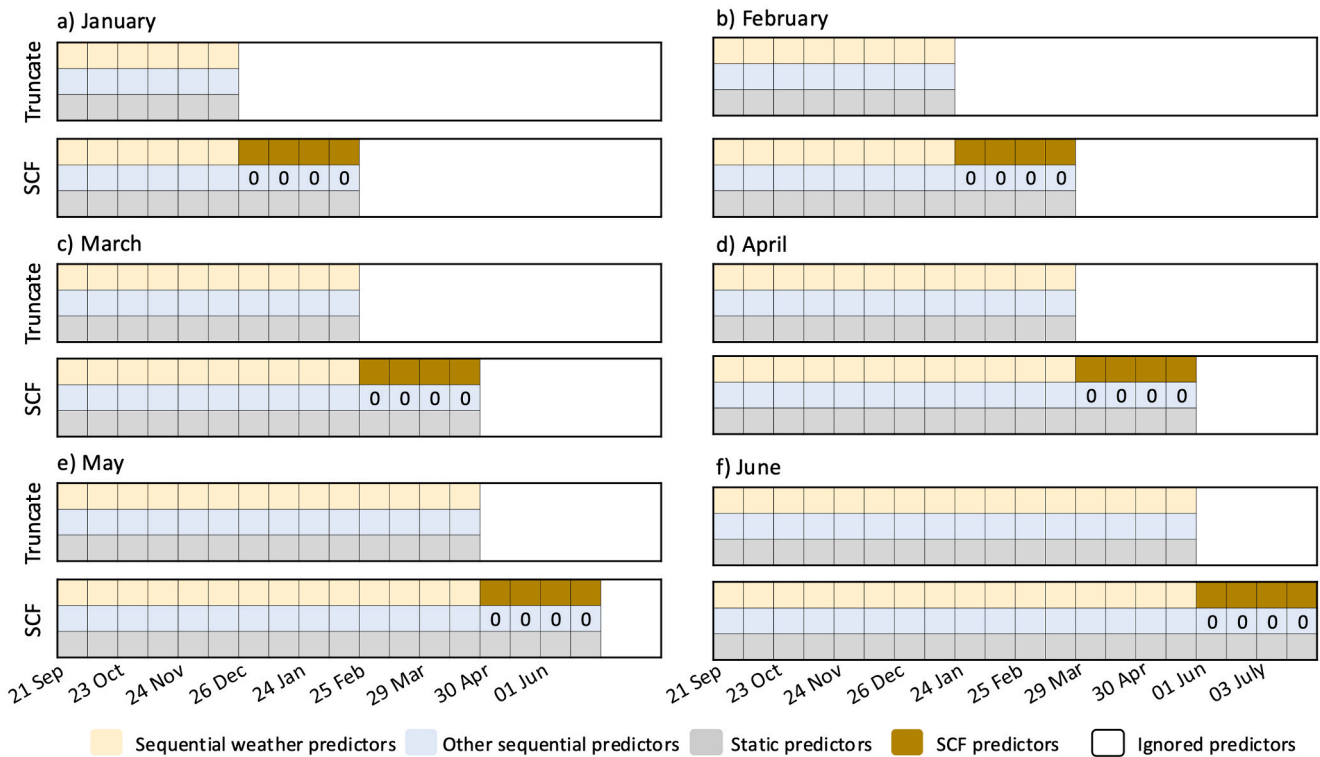 a) January
b) February
Truncate
SCF
0 0 0 0
0 0 0 0
c) March
d) April
Truncate
SCF
0 0 0 0
0 0 0 0
e) May
f) June
Truncate
SCF
0 0 0 0
0 0 0 0
21 Sep 23 Oct 24 Nov 26 Dec 24 Jan 25 Feb 29 Mar 30 Apr 01 Jun
21 Sep 23 Oct 24 Nov 26 Dec 24 Jan 25 Feb 29 Mar 30 Apr 01 Jun 03 July
Sequential weather predictors Other sequential predictors Static predictors SCF predictors Ignored predictors